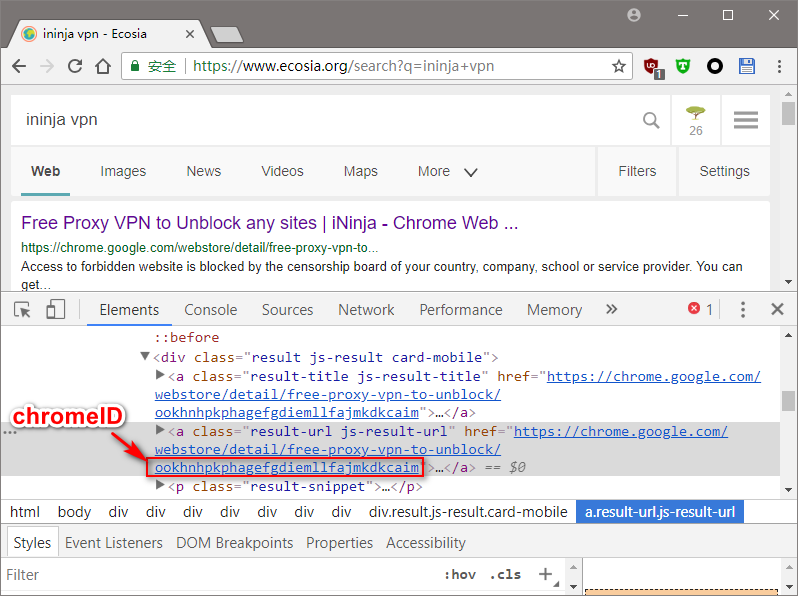 ininja vpn - Ecosia
安全 https://www.ecosia.org/search?q=ininja+vpn
1
ininja vpn
26
Web Images News Videos Maps More Filters Settings
Free Proxy VPN to Unblock any sites | iNinja - Chrome Web ...
https://chrome.google.com/webstore/detail/free-proxy-vpn-to...
Access to forbidden website is blocked by the censorship board of your country, company, school or service provider. You can
get...
Elements Console Sources Network Performance Memory » 1
::before
▼<div class="result js-result card-mobile">
▶<a class="result-title js-result-title" href="https://chrome.google.com/
webstore/detail/free-proxy-vpn-to-unblock/
ookhnhpkphagefgdiemllfajmkdkcaim">…</a>
chromeID
▶<a class="result-url js-result-url" href="https://chrome.google.com/
webstore/detail/free-proxy-vpn-to-unblock/
ookhnhpkphagefgdiemllfajmkdkcaim">…</a> == $0
▶<p class="result-snippet">…</p>
html body div div div div div div div.result.js-result.card-mobile a.result-url.js-result-url
Styles Event Listeners DOM Breakpoints Properties Accessibility
Filter :hov .cls +